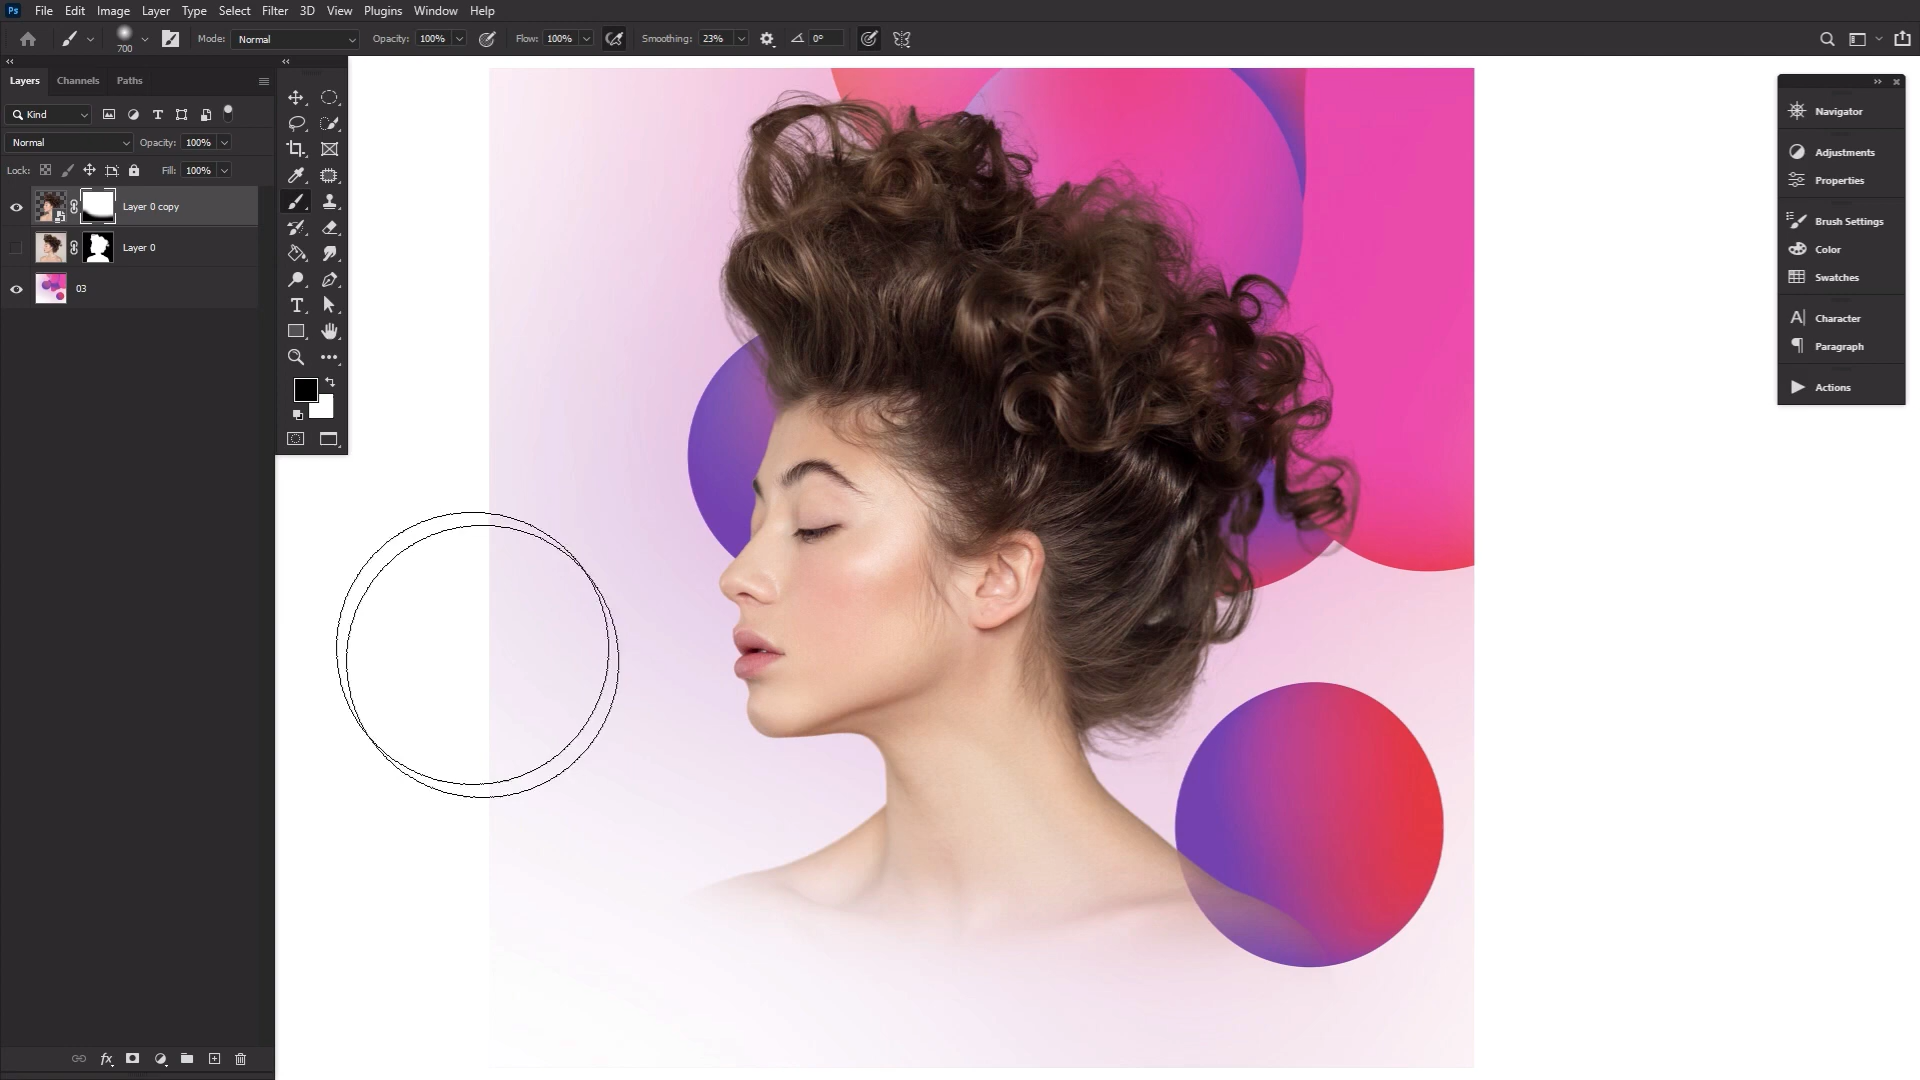 Ps File Edit Image Layer Type Select Filter 3D View Plugins Window Help
700 Mode: Normal Opacity: 100% Flow: 100% Smoothing: 23% 0°
Layers Channels Paths
Kind
Normal Opacity: 100%
Lock: Fill: 100%
Layer 0 copy
Layer 0
03
fx
Navigator
Adjustments
Properties
Brush Settings
Color
Swatches
Character
Paragraph
Actions